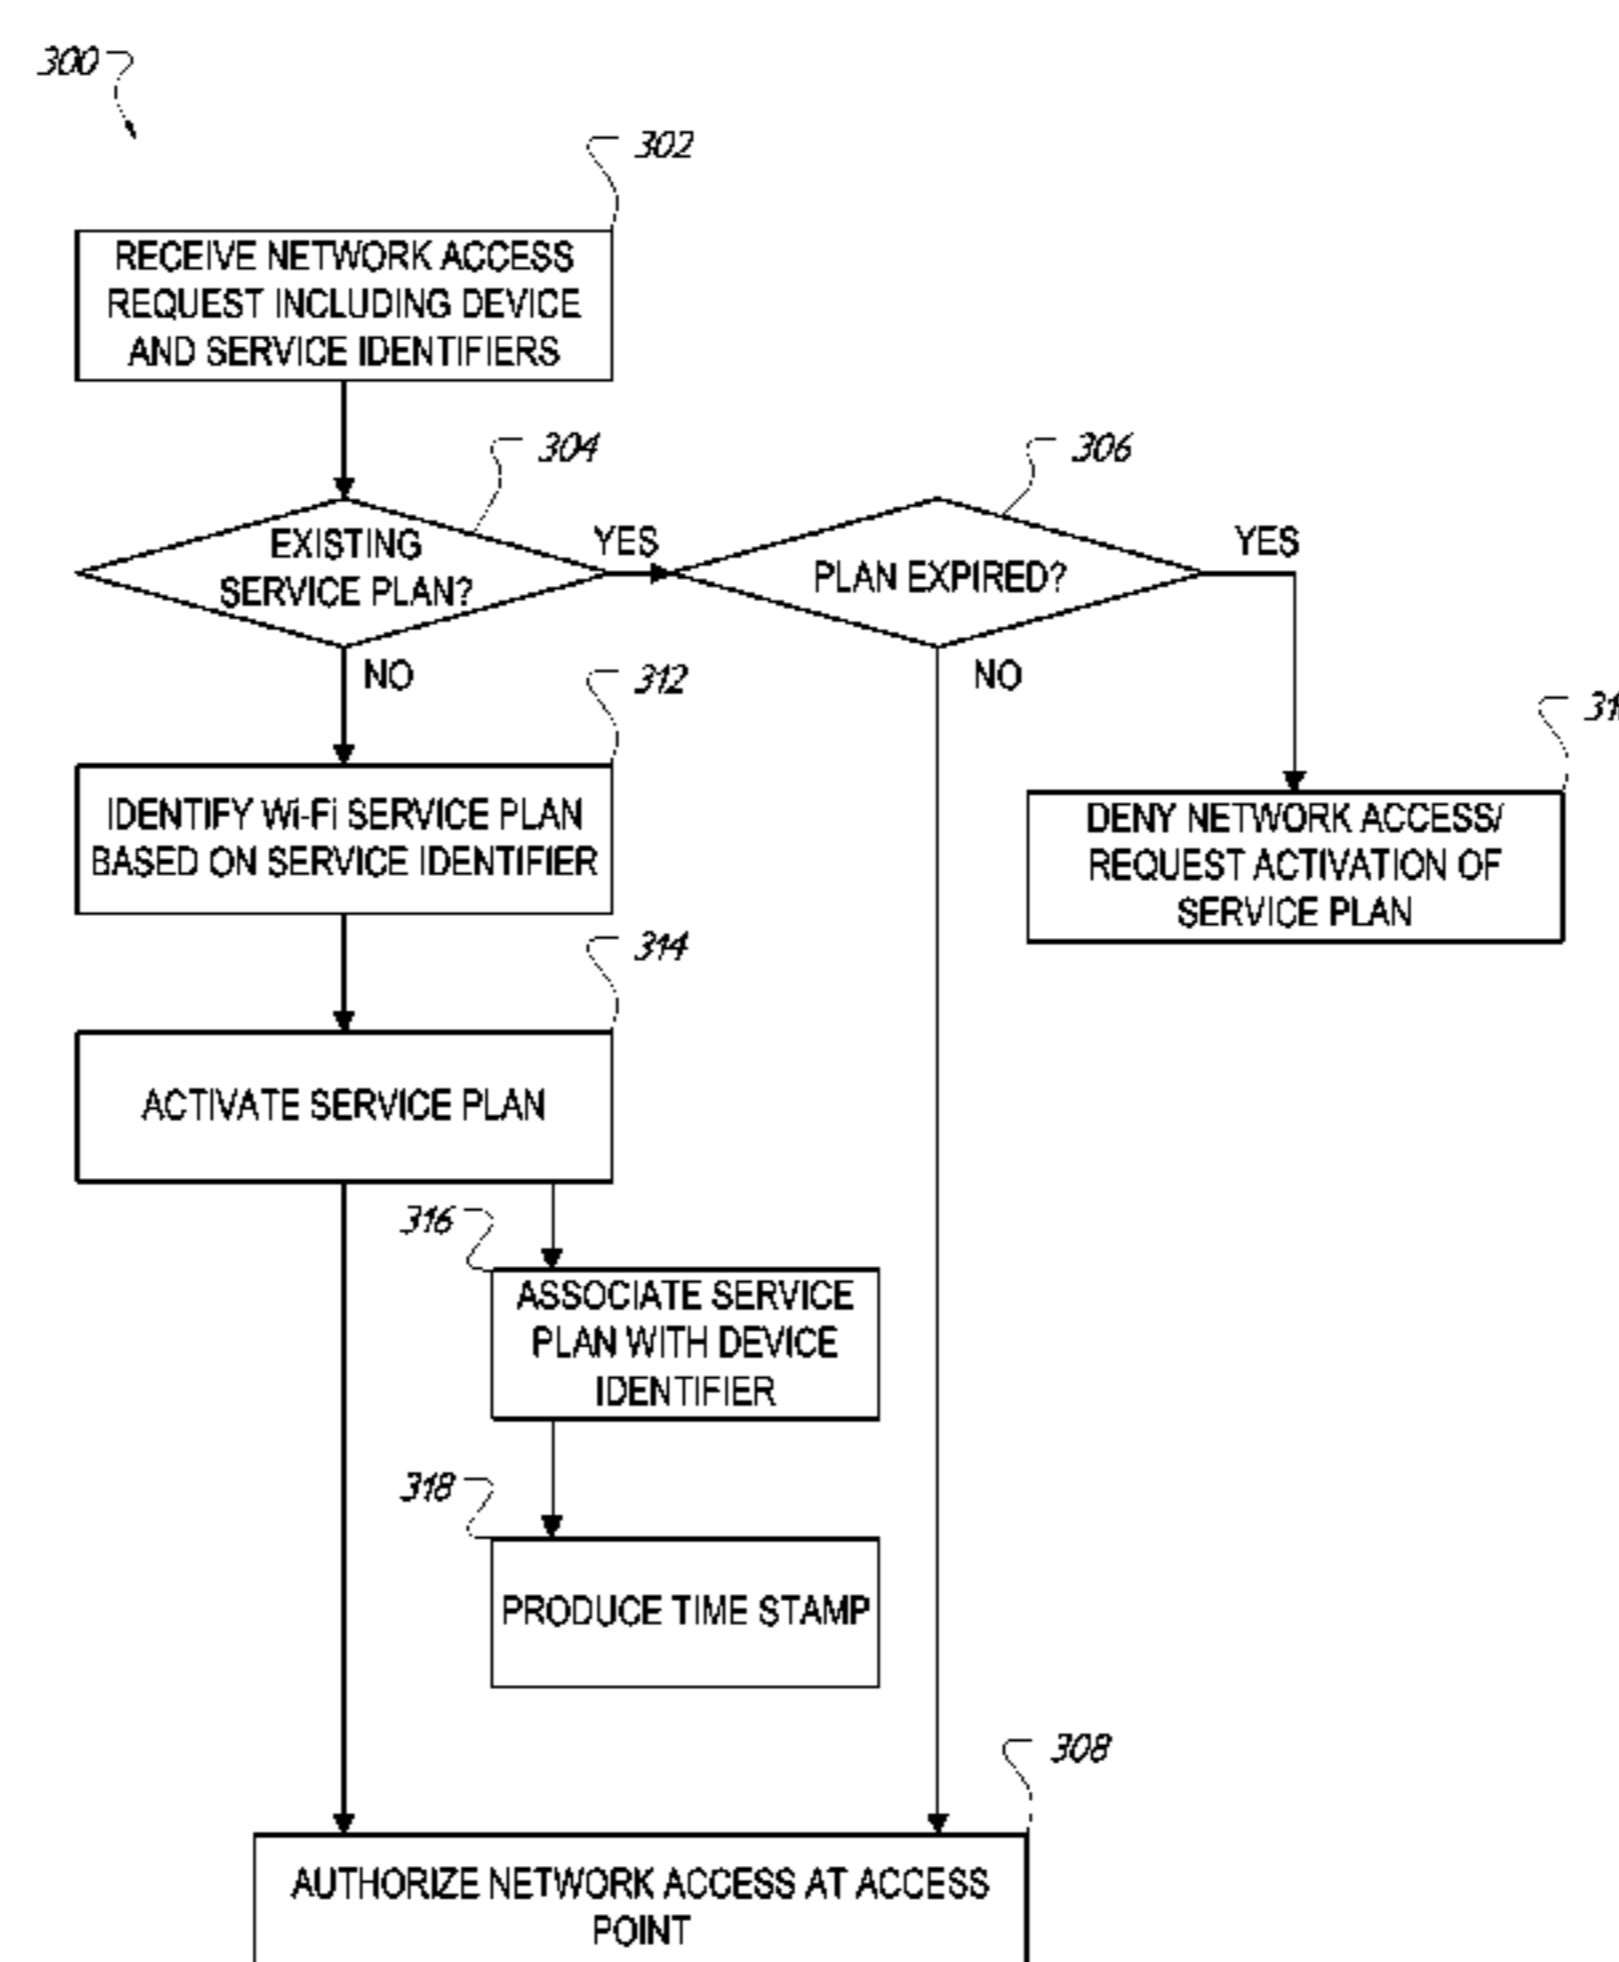 300
302
RECEIVE NETWORK ACCESS
REQUEST INCLUDING DEVICE
AND SERVICE IDENTIFIERS
304
306
EXISTING
SERVICE PLAN?
YES
PLAN EXPIRED?
YES
NO
NO
312
IDENTIFY Wi-Fi SERVICE PLAN
BASED ON SERVICE IDENTIFIER
DENY NETWORK ACCESS/
REQUEST ACTIVATION OF
SERVICE PLAN
314
ACTIVATE SERVICE PLAN
316
ASSOCIATE SERVICE
PLAN WITH DEVICE
IDENTIFIER
318
PRODUCE TIME STAMP
308
AUTHORIZE NETWORK ACCESS AT ACCESS
POINT